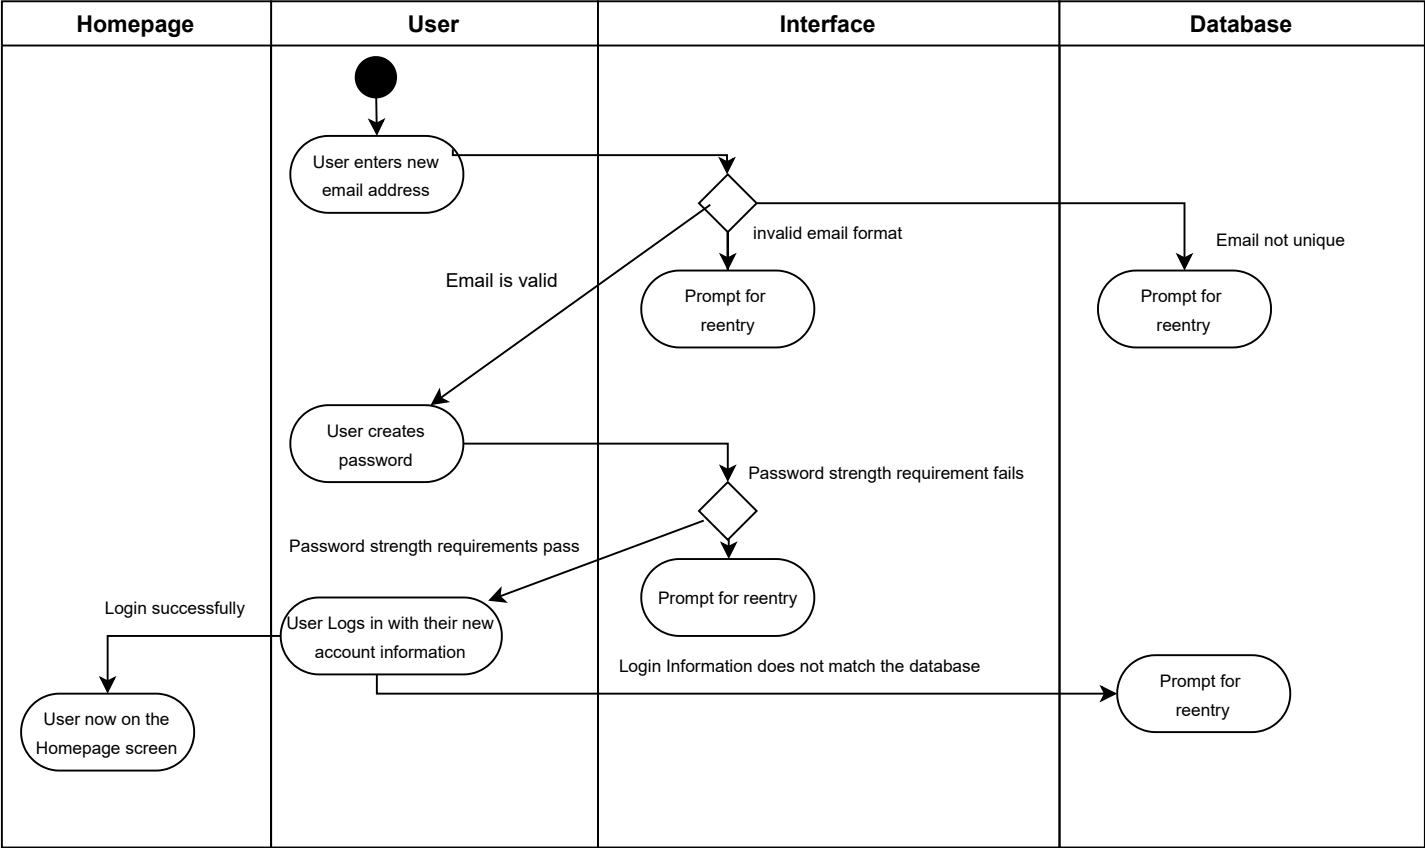 Homepage
User
Interface
Database
User enters new
email address
invalid email format
Email not unique
Email is valid
Prompt for
reentry
Prompt for
reentry
User creates
password
Password strength requirement fails
Password strength requirements pass
Prompt for reentry
Login successfully
User Logs in with their new
account information
Login Information does not match the database
Prompt for
reentry
User now on the
Homepage screen